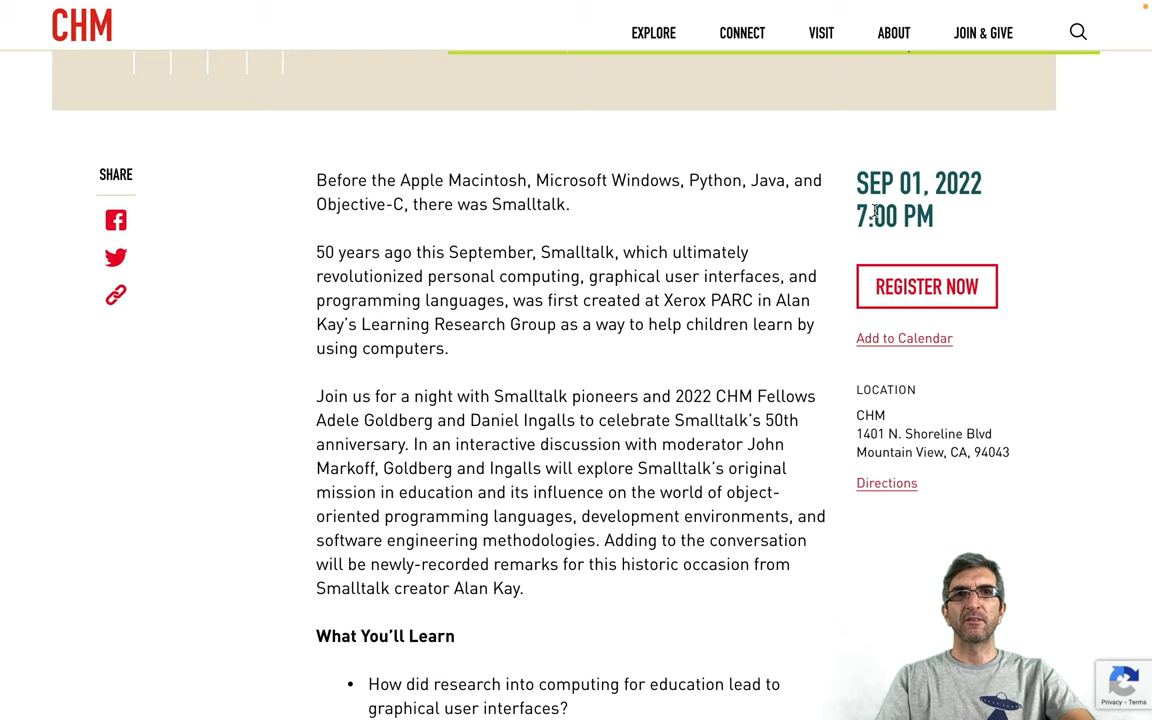 CHM
EXPLORE CONNECT VISIT ABOUT JOIN & GIVE
SHARE
Before the Apple Macintosh, Microsoft Windows, Python, Java, and
Objective-C, there was Smalltalk.
50 years ago this September, Smalltalk, which ultimately
revolutionized personal computing, graphical user interfaces, and
programming languages, was first created at Xerox PARC in Alan
Kay's Learning Research Group as a way to help children learn by
using computers.
Join us for a night with Smalltalk pioneers and 2022 CHM Fellows
Adele Goldberg and Daniel Ingalls to celebrate Smalltalk's 50th
anniversary. In an interactive discussion with moderator John
Markoff, Goldberg and Ingalls will explore Smalltalk's original
mission in education and its influence on the world of object-
oriented programming languages, development environments, and
software engineering methodologies. Adding to the conversation
will be newly-recorded remarks for this historic occasion from
Smalltalk creator Alan Kay.
What You'll Learn
• How did research into computing for education lead to
graphical user interfaces?
SEP 01, 2022
7:00 PM
REGISTER NOW
Add to Calendar
LOCATION
CHM
1401 N. Shoreline Blvd
Mountain View, CA, 94043
Directions
Privacy - Terms